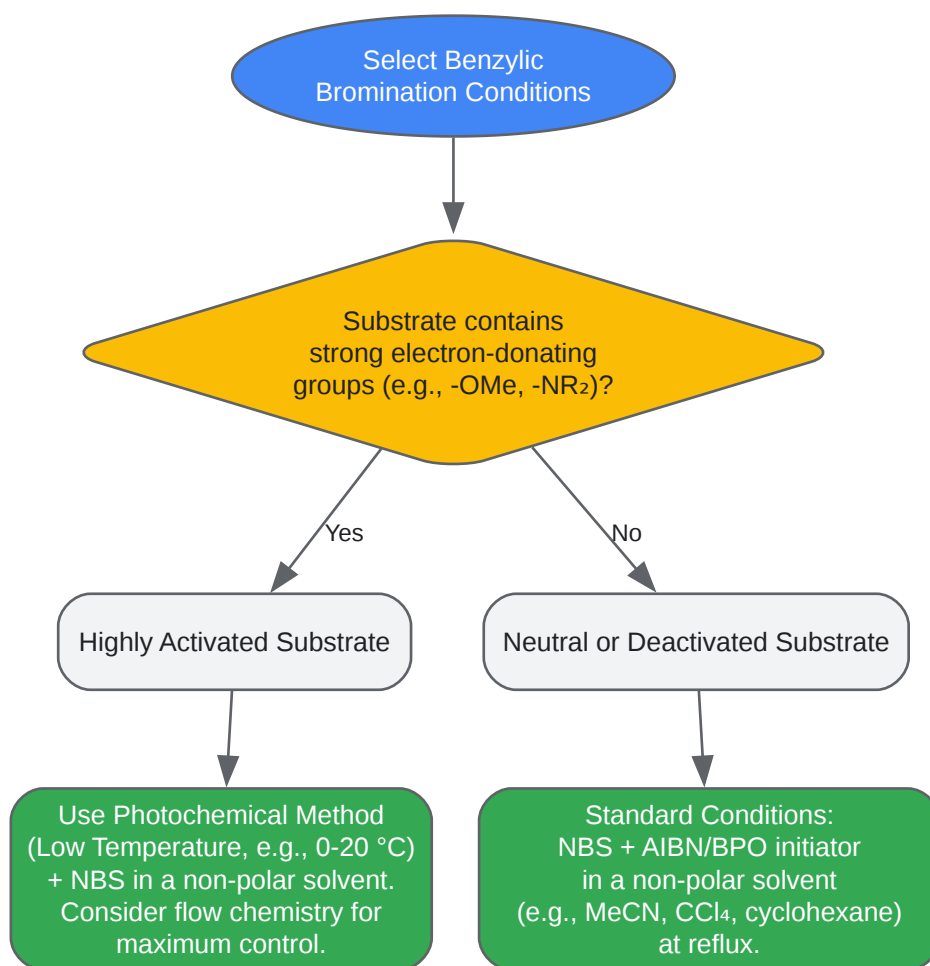 Select Benzylic
Bromination Conditions
Substrate contains
strong electron-donating
groups (e.g., -OMe, -NR₂)?
Yes
No
Highly Activated Substrate
Neutral or Deactivated Substrate
Use Photochemical Method
(Low Temperature, e.g., 0-20 °C)
+ NBS in a non-polar solvent.
Consider flow chemistry for
maximum control.
Standard Conditions:
NBS + AIBN/BPO initiator
in a non-polar solvent
(e.g., MeCN, CCl₄, cyclohexane)
at reflux.